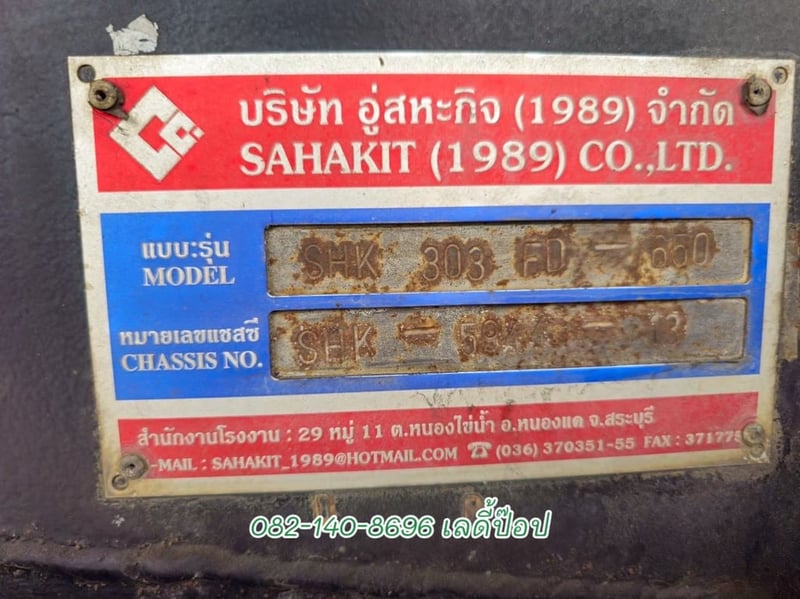 บริษัท อู่สหะกิจ (1989) จำกัด
SAHAKIT (1989) CO.,LTD.
แบบ:รุ่น
MODEL
SHK 303 FD -
หมายเลขแชสซี
CHASSIS NO.
SHK -
สำนักงานโรงงาน : 29 หมู่ 11 ต.หนองไข่น้ำ อ.หนองแค จ.สระบุรี
-MAIL : SAHAKIT_1989@HOTMAIL.COM ☎ (036) 370351-55 FAX : 371775
082-140-8696 เลดี้ป๊อป